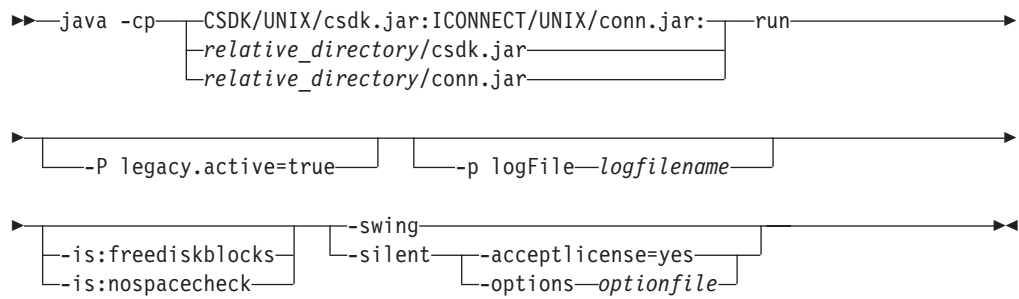 java -cp CSDK/UNIX/csdk.jar:ICONNECT/UNIX/conn.jar: run
relative_directory/csdk.jar
relative_directory/conn.jar
-P legacy.active=true -p logFile logfilename
-swing
-is:freediskblocks -silent -acceptlicense=yes
-is:nospacecheck -options optionfile